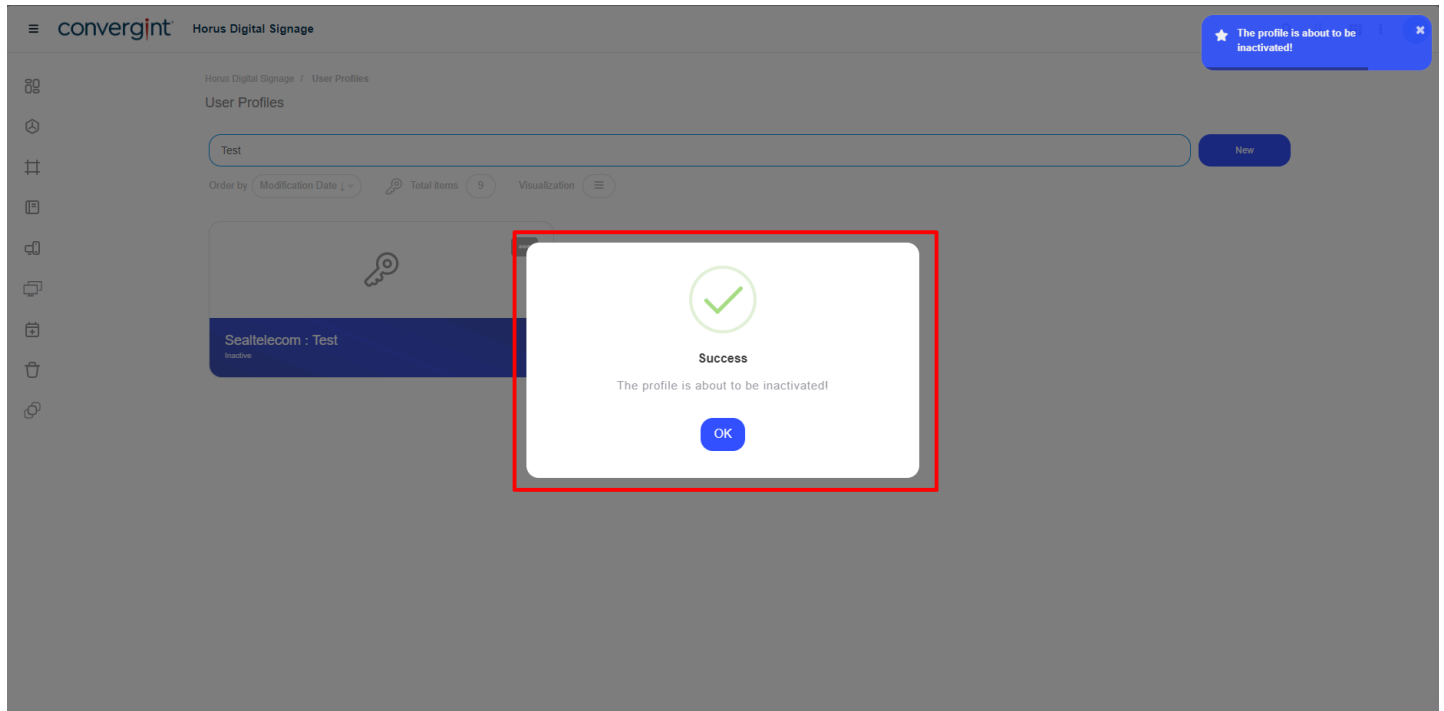 convergint
Horus Digital Signage
The profile is about to be
inactivated!
Horus Digital Signage / User Profiles
User Profiles
Test
New
Order by Modification Date ↓
Total items 9
Visualization
Sealtelecom : Test
Inactive
Success
The profile is about to be inactivated!
OK